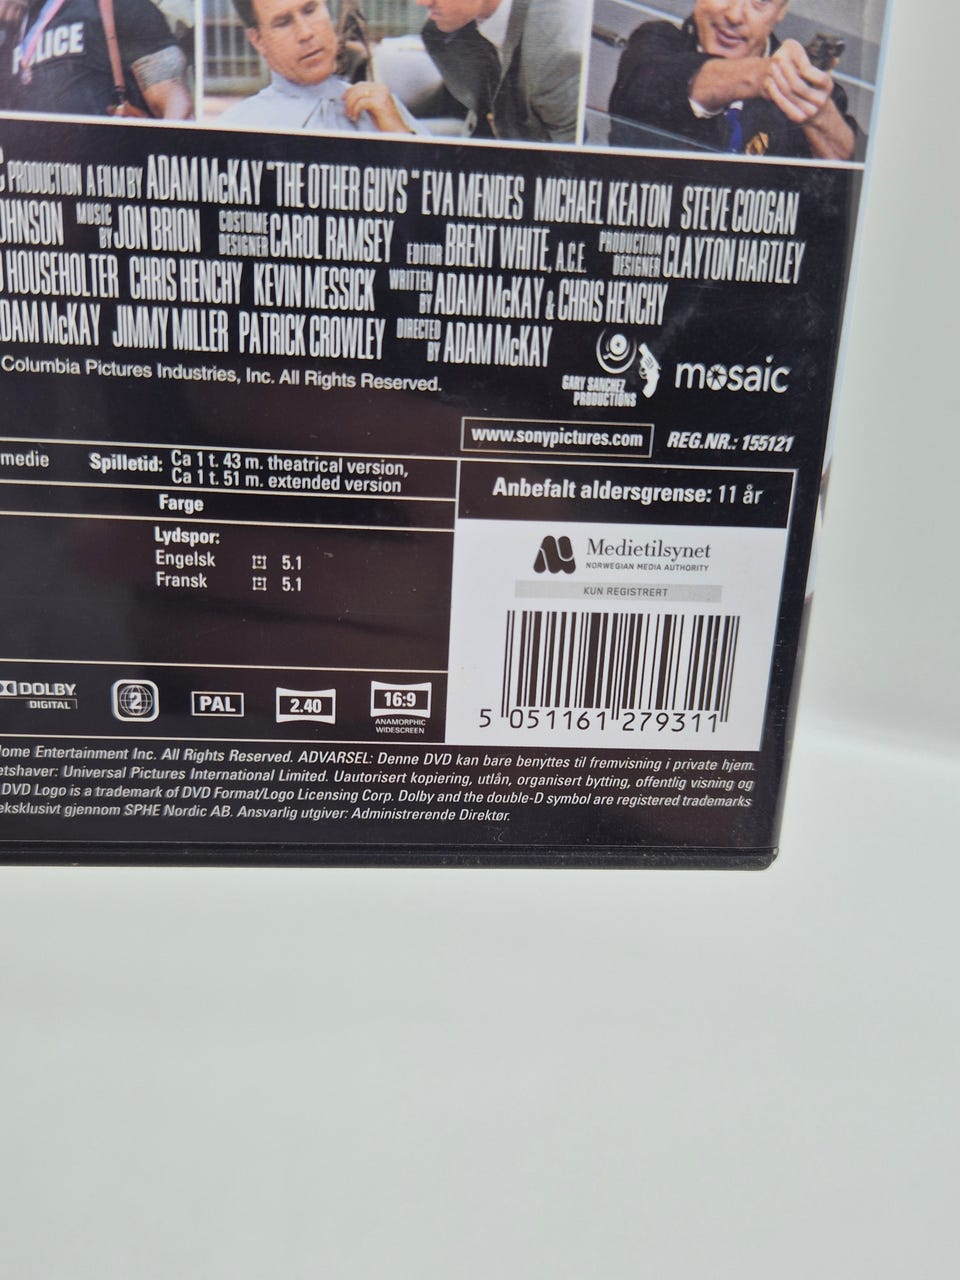 POLICE
PRODUCTION A FILM BY ADAM McKAY "THE OTHER GUYS" EVA MENDES MICHAEL KEATON STEVE COOGAN
MUSIC BY JON BRION COSTUME DESIGNER CAROL RAMSEY EDITOR BRENT WHITE, A.C.E. PRODUCTION DESIGNER CLAYTON HARTLEY
HOUSEHOLTER CHRIS HENCHY KEVIN MESSICK WRITTEN BY ADAM McKAY & CHRIS HENCHY
ADAM McKAY JIMMY MILLER PATRICK CROWLEY DIRECTED BY ADAM McKAY
GARY SANCHEZ PRODUCTIONS
mosaic
Columbia Pictures Industries, Inc. All Rights Reserved.
www.sonypictures.com REG.NR.: 155121
medie Spilletid: Ca 1 t. 43 m. theatrical version,
Ca 1 t. 51 m. extended version
Farge
Lydspor:
Engelsk 5.1
Fransk 5.1
Anbefalt aldersgrense: 11 år
Medietilsynet
NORWEGIAN MEDIA AUTHORITY
KUN REGISTRERT
5 051161 279311
DOLBY
DIGITAL
2
PAL
2.40
16:9
ANAMORPHIC
WIDESCREEN
Home Entertainment Inc. All Rights Reserved. ADVARSEL: Denne DVD kan bare benyttes til fremvisning i private hjem.
etshaver: Universal Pictures International Limited. Uautorisert kopiering, utlån, organisert bytting, offentlig visning og
DVD Logo is a trademark of DVD Format/Logo Licensing Corp. Dolby and the double-D symbol are registered trademarks
eksklusivt gjennom SPHE Nordic AB. Ansvarlig utgiver: Administrerende Direktør.